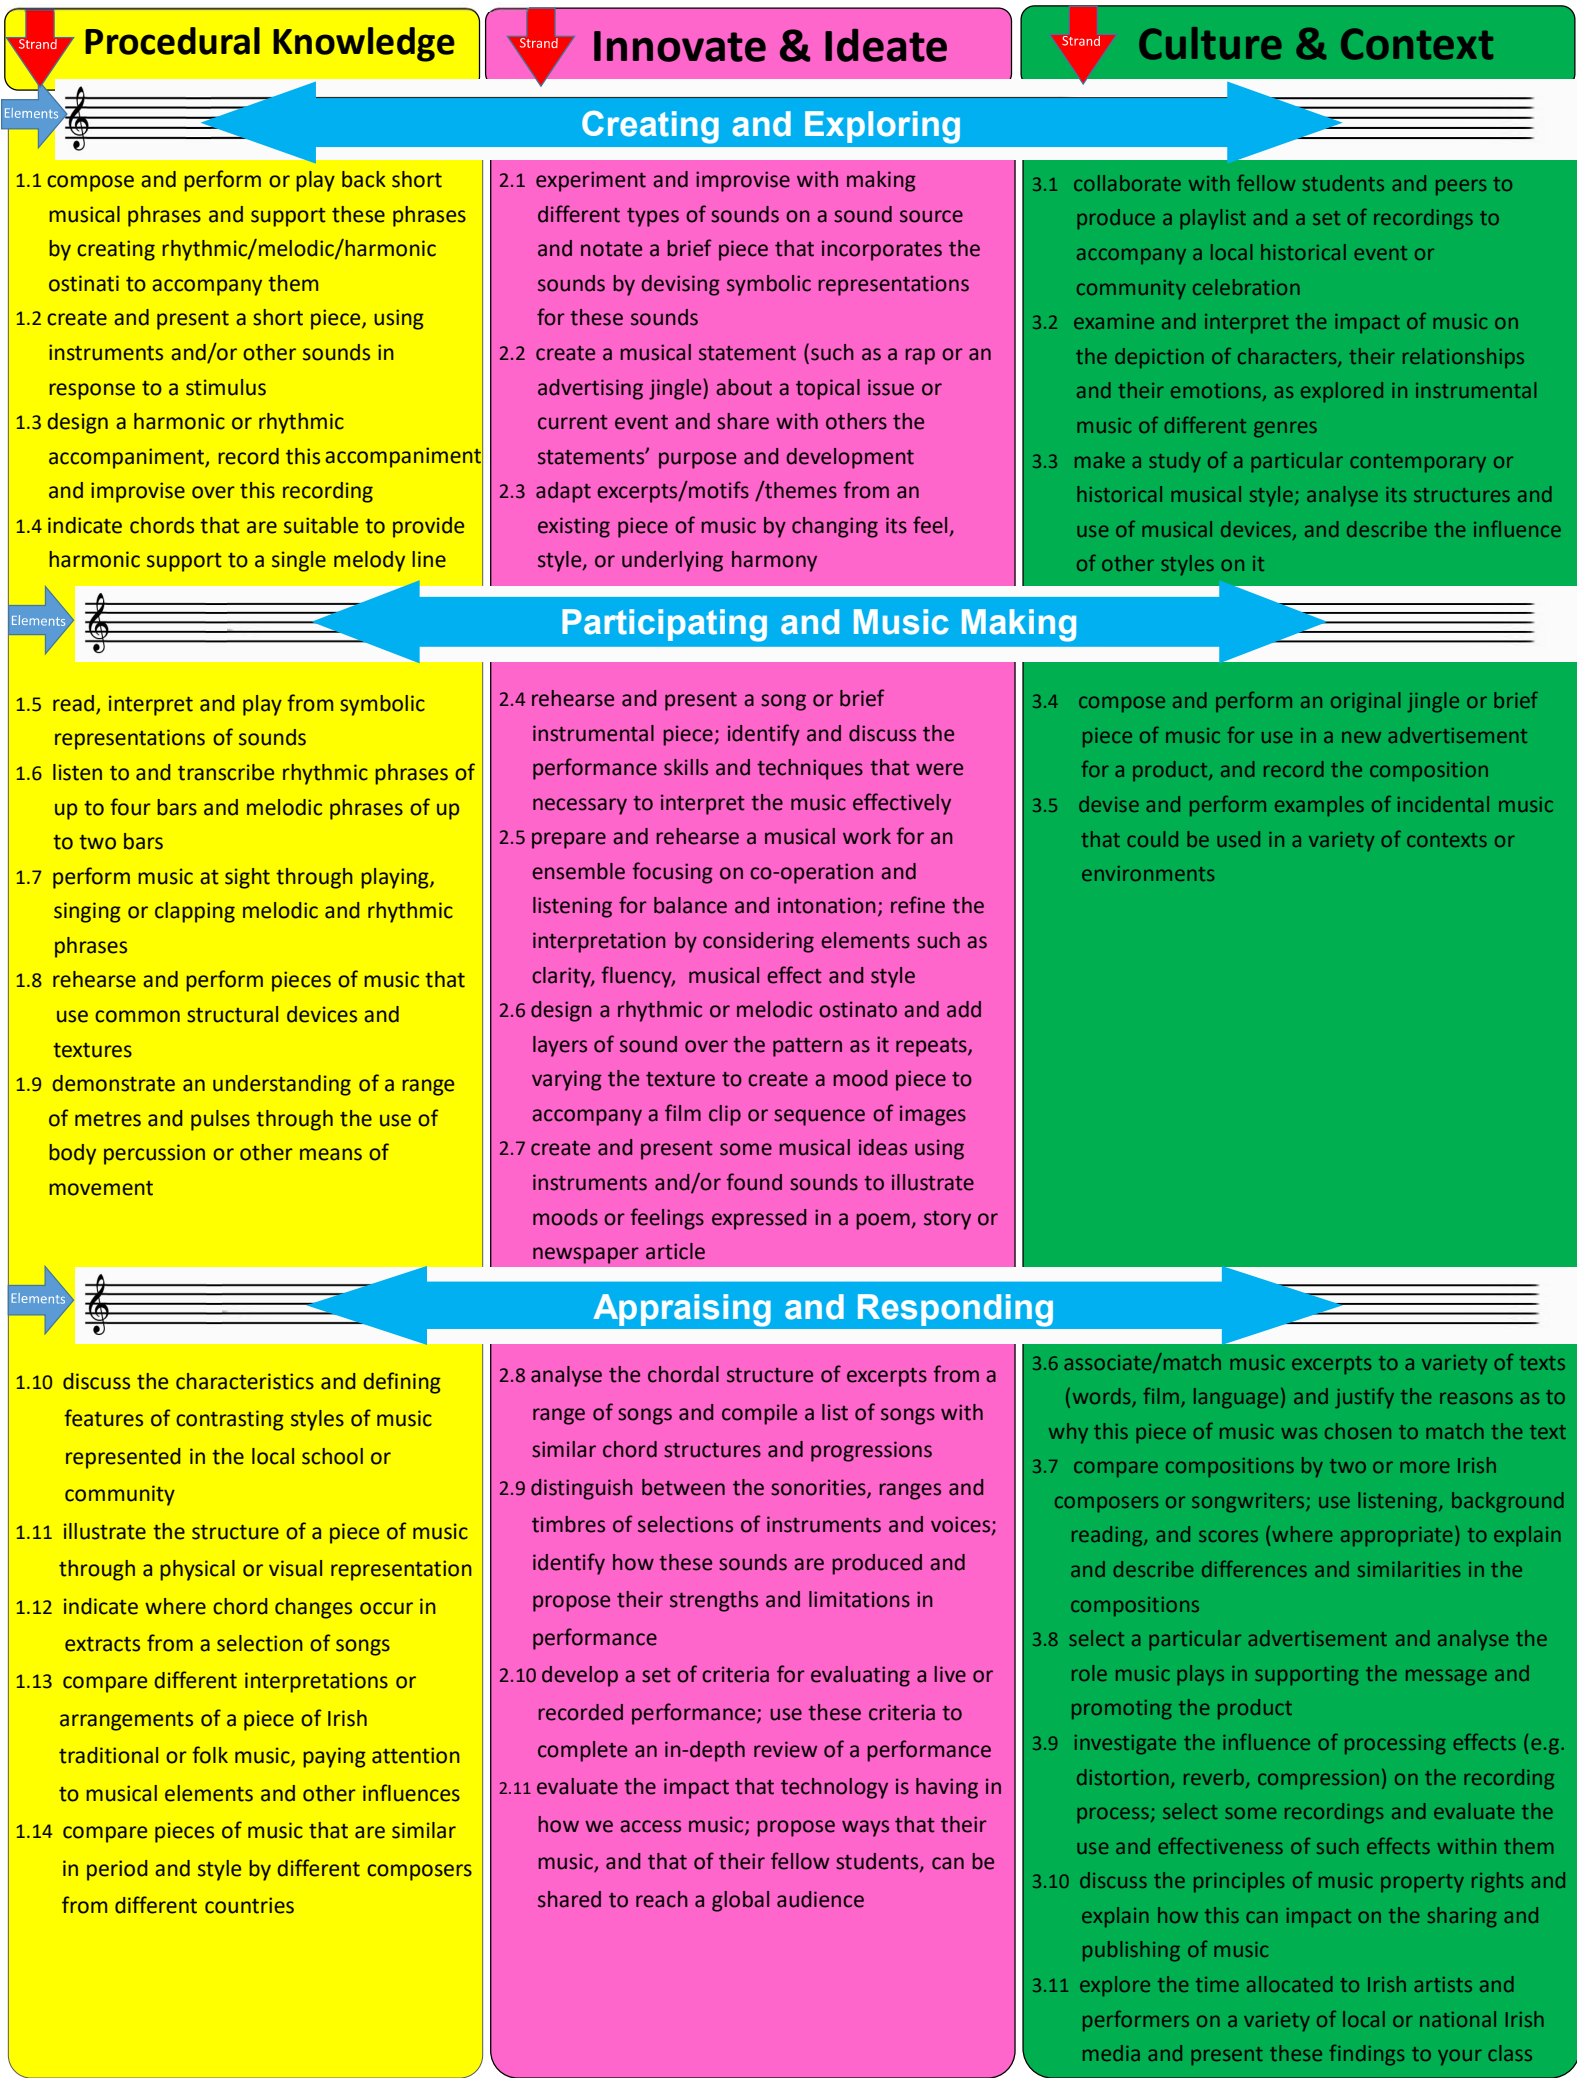 Strand
Procedural Knowledge
Strand
Innovate & Ideate
Strand
Culture & Context
Elements
Creating and Exploring
1.1 compose and perform or play back short
musical phrases and support these phrases
by creating rhythmic/melodic/harmonic
ostinati to accompany them
1.2 create and present a short piece, using
instruments and/or other sounds in
response to a stimulus
1.3 design a harmonic or rhythmic
accompaniment, record this accompaniment
and improvise over this recording
1.4 indicate chords that are suitable to provide
harmonic support to a single melody line
2.1 experiment and improvise with making
different types of sounds on a sound source
and notate a brief piece that incorporates the
sounds by devising symbolic representations
for these sounds
2.2 create a musical statement (such as a rap or an
advertising jingle) about a topical issue or
current event and share with others the
statements’ purpose and development
2.3 adapt excerpts/motifs /themes from an
existing piece of music by changing its feel,
style, or underlying harmony
3.1 collaborate with fellow students and peers to
produce a playlist and a set of recordings to
accompany a local historical event or
community celebration
3.2 examine and interpret the impact of music on
the depiction of characters, their relationships
and their emotions, as explored in instrumental
music of different genres
3.3 make a study of a particular contemporary or
historical musical style; analyse its structures and
use of musical devices, and describe the influence
of other styles on it
Elements
Participating and Music Making
1.5 read, interpret and play from symbolic
representations of sounds
1.6 listen to and transcribe rhythmic phrases of
up to four bars and melodic phrases of up
to two bars
1.7 perform music at sight through playing,
singing or clapping melodic and rhythmic
phrases
1.8 rehearse and perform pieces of music that
use common structural devices and
textures
1.9 demonstrate an understanding of a range
of metres and pulses through the use of
body percussion or other means of
movement
2.4 rehearse and present a song or brief
instrumental piece; identify and discuss the
performance skills and techniques that were
necessary to interpret the music effectively
2.5 prepare and rehearse a musical work for an
ensemble focusing on co-operation and
listening for balance and intonation; refine the
interpretation by considering elements such as
clarity, fluency, musical effect and style
2.6 design a rhythmic or melodic ostinato and add
layers of sound over the pattern as it repeats,
varying the texture to create a mood piece to
accompany a film clip or sequence of images
2.7 create and present some musical ideas using
instruments and/or found sounds to illustrate
moods or feelings expressed in a poem, story or
newspaper article
3.4 compose and perform an original jingle or brief
piece of music for use in a new advertisement
for a product, and record the composition
3.5 devise and perform examples of incidental music
that could be used in a variety of contexts or
environments
Elements
Appraising and Responding
1.10 discuss the characteristics and defining
features of contrasting styles of music
represented in the local school or
community
1.11 illustrate the structure of a piece of music
through a physical or visual representation
1.12 indicate where chord changes occur in
extracts from a selection of songs
1.13 compare different interpretations or
arrangements of a piece of Irish
traditional or folk music, paying attention
to musical elements and other influences
1.14 compare pieces of music that are similar
in period and style by different composers
from different countries
2.8 analyse the chordal structure of excerpts from a
range of songs and compile a list of songs with
similar chord structures and progressions
2.9 distinguish between the sonorities, ranges and
timbres of selections of instruments and voices;
identify how these sounds are produced and
propose their strengths and limitations in
performance
2.10 develop a set of criteria for evaluating a live or
recorded performance; use these criteria to
complete an in-depth review of a performance
2.11 evaluate the impact that technology is having in
how we access music; propose ways that their
music, and that of their fellow students, can be
shared to reach a global audience
3.6 associate/match music excerpts to a variety of texts
(words, film, language) and justify the reasons as to
why this piece of music was chosen to match the text
3.7 compare compositions by two or more Irish
composers or songwriters; use listening, background
reading, and scores (where appropriate) to explain
and describe differences and similarities in the
compositions
3.8 select a particular advertisement and analyse the
role music plays in supporting the message and
promoting the product
3.9 investigate the influence of processing effects (e.g.
distortion, reverb, compression) on the recording
process; select some recordings and evaluate the
use and effectiveness of such effects within them
3.10 discuss the principles of music property rights and
explain how this can impact on the sharing and
publishing of music
3.11 explore the time allocated to Irish artists and
performers on a variety of local or national Irish
media and present these findings to your class